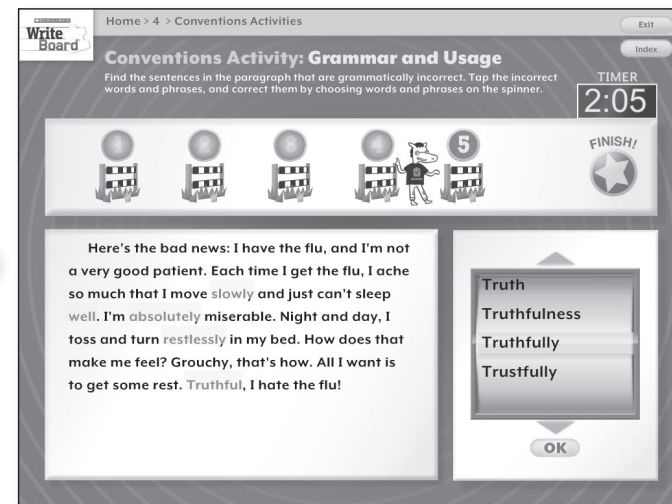 SCHOLASTIC
Write
Board
Home > 4 > Conventions Activities
Exit
Index
Conventions Activity: Grammar and Usage
Find the sentences in the paragraph that are grammatically incorrect. Tap the incorrect
words and phrases, and correct them by choosing words and phrases on the spinner.
TIMER
2:05
1 2 3 4 5
FINISH!
Here's the bad news: I have the flu, and I'm not
a very good patient. Each time I get the flu, I ache
so much that I move slowly and just can't sleep
well. I'm absolutely miserable. Night and day, I
toss and turn restlessly in my bed. How does that
make me feel? Grouchy, that's how. All I want is
to get some rest. Truthful, I hate the flu!
Truth
Truthfulness
Truthfully
Trustfully
OK